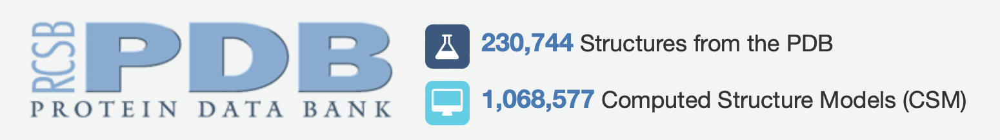 RCSB
PDB
PROTEIN DATA BANK
230,744 Structures from the PDB
1,068,577 Computed Structure Models (CSM)